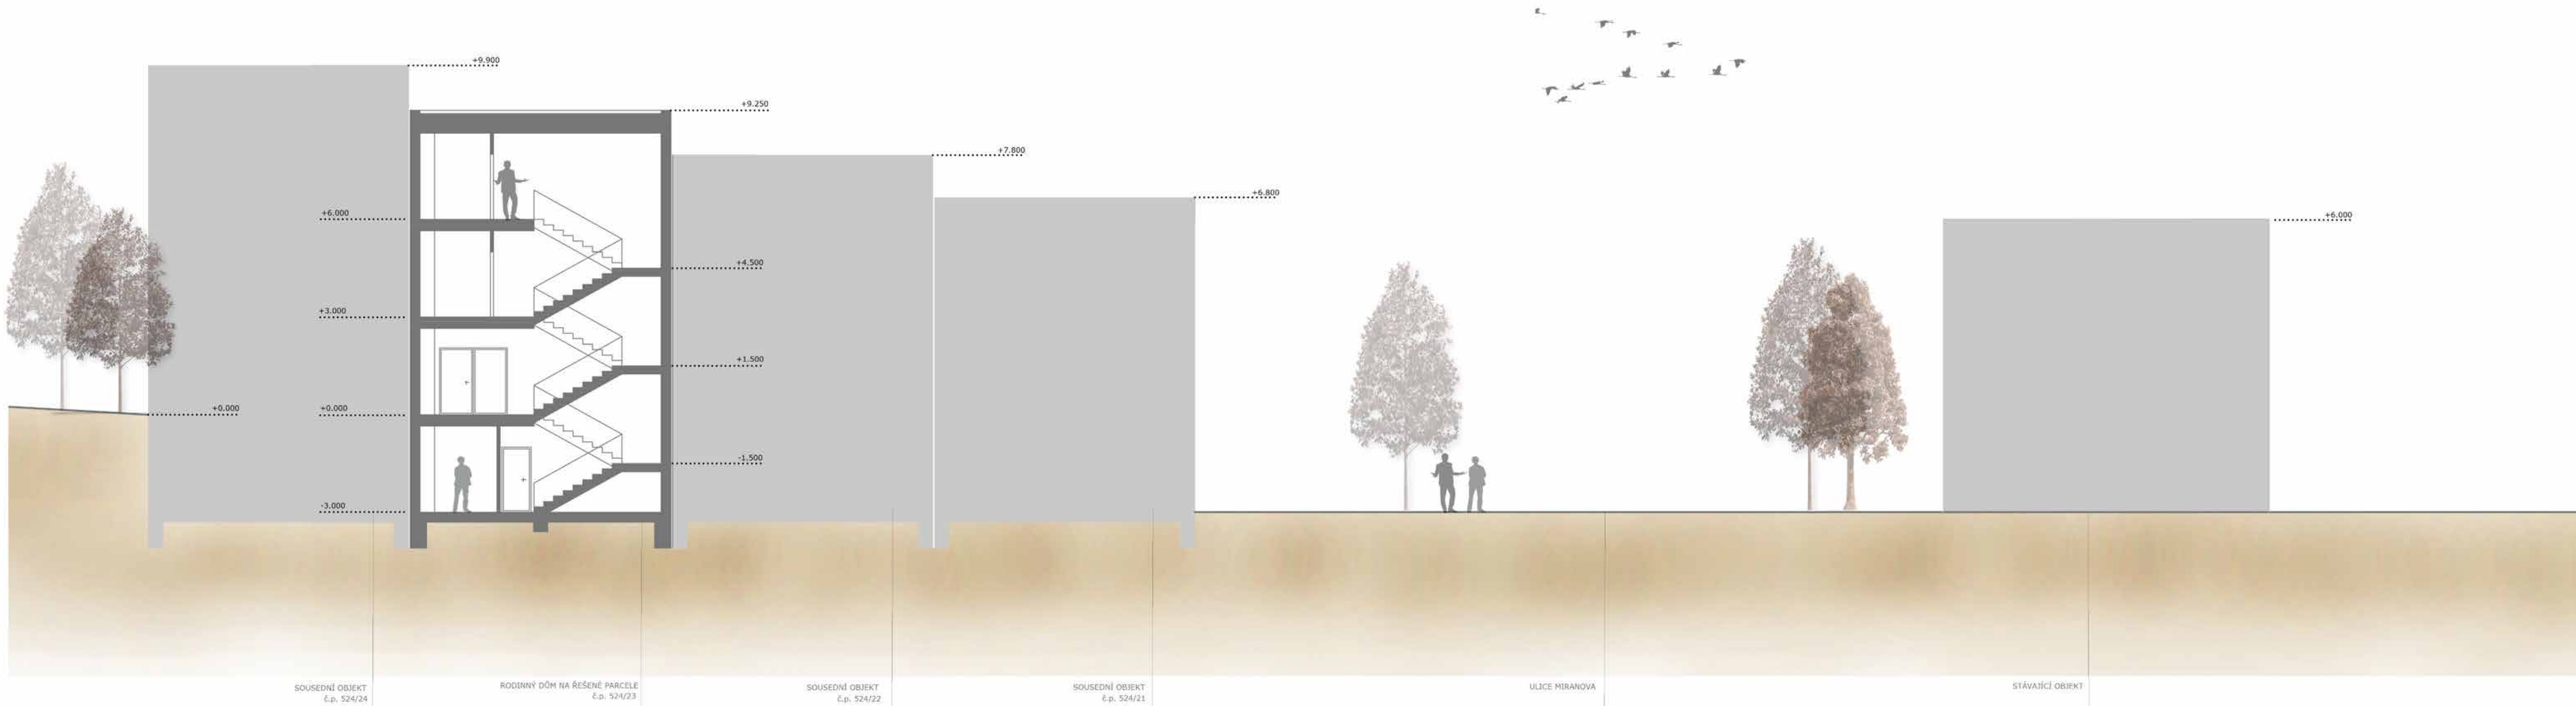 +9.900
+9.250
+7.800
+6.800
+6.000
+6.000
+4.500
+3.000
+1.500
+0.000
+0.000
-1.500
-3.000
SOUSEDNÍ OBJEKT
č.p. 524/24
RODINNÝ DŮM NA ŘEŠENÉ PARCELE
č.p. 524/23
SOUSEDNÍ OBJEKT
č.p. 524/22
SOUSEDNÍ OBJEKT
č.p. 524/21
ULICE MIRANOVA
STÁVAJÍCÍ OBJEKT